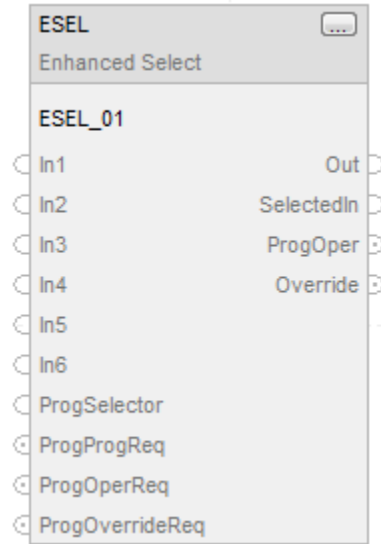 ESEL
...
Enhanced Select
ESEL_01
In1 Out
In2 SelectedIn
In3 ProgOper
In4 Override
In5
In6
ProgSelector
ProgProgReq
ProgOperReq
ProgOverrideReq